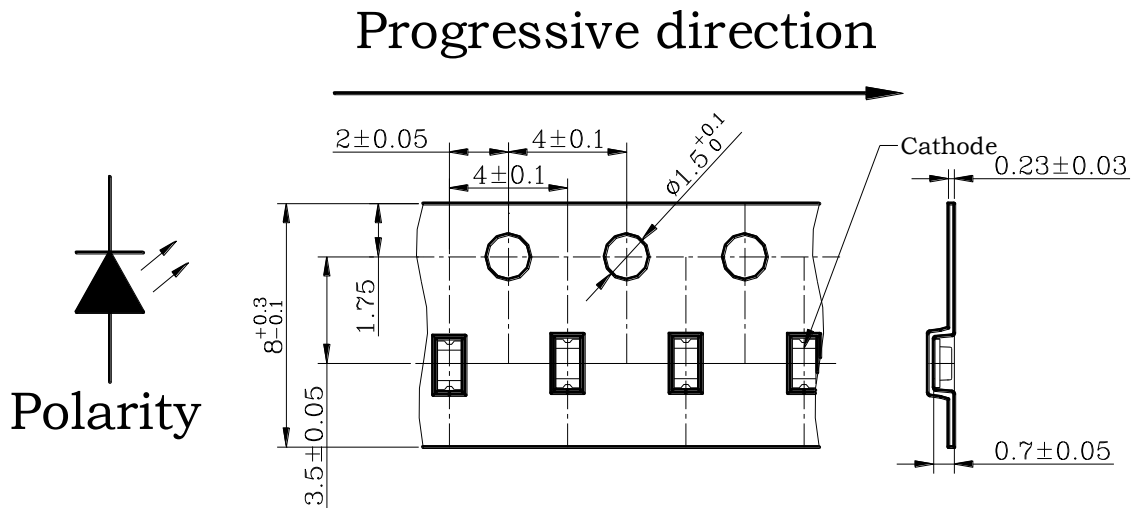 Progressive direction
2±0.05
4±0.1
4±0.1
Ø1.5 +0.1 0
Cathode
0.23±0.03
1.75
8 +0.3 -0.1
3.5±0.05
Polarity
0.7±0.05